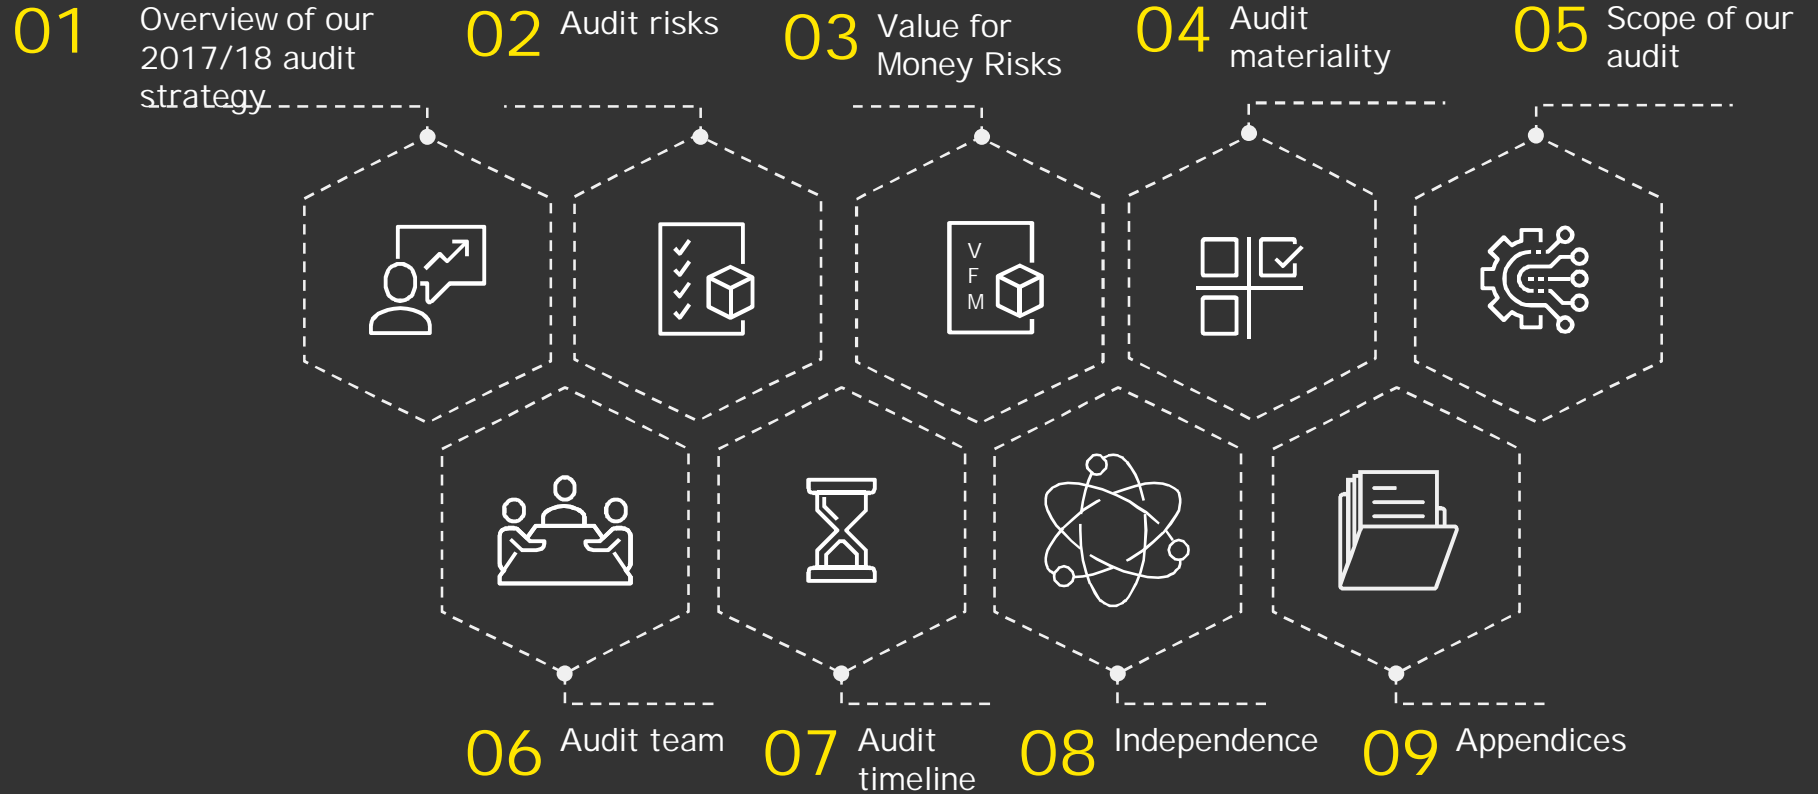 01
Overview of our
2017/18 audit
strategy
02
Audit risks
03
Value for
Money Risks
04
Audit
materiality
05
Scope of our
audit
V
F
M
06
Audit team
07
Audit
timeline
08
Independence
09
Appendices